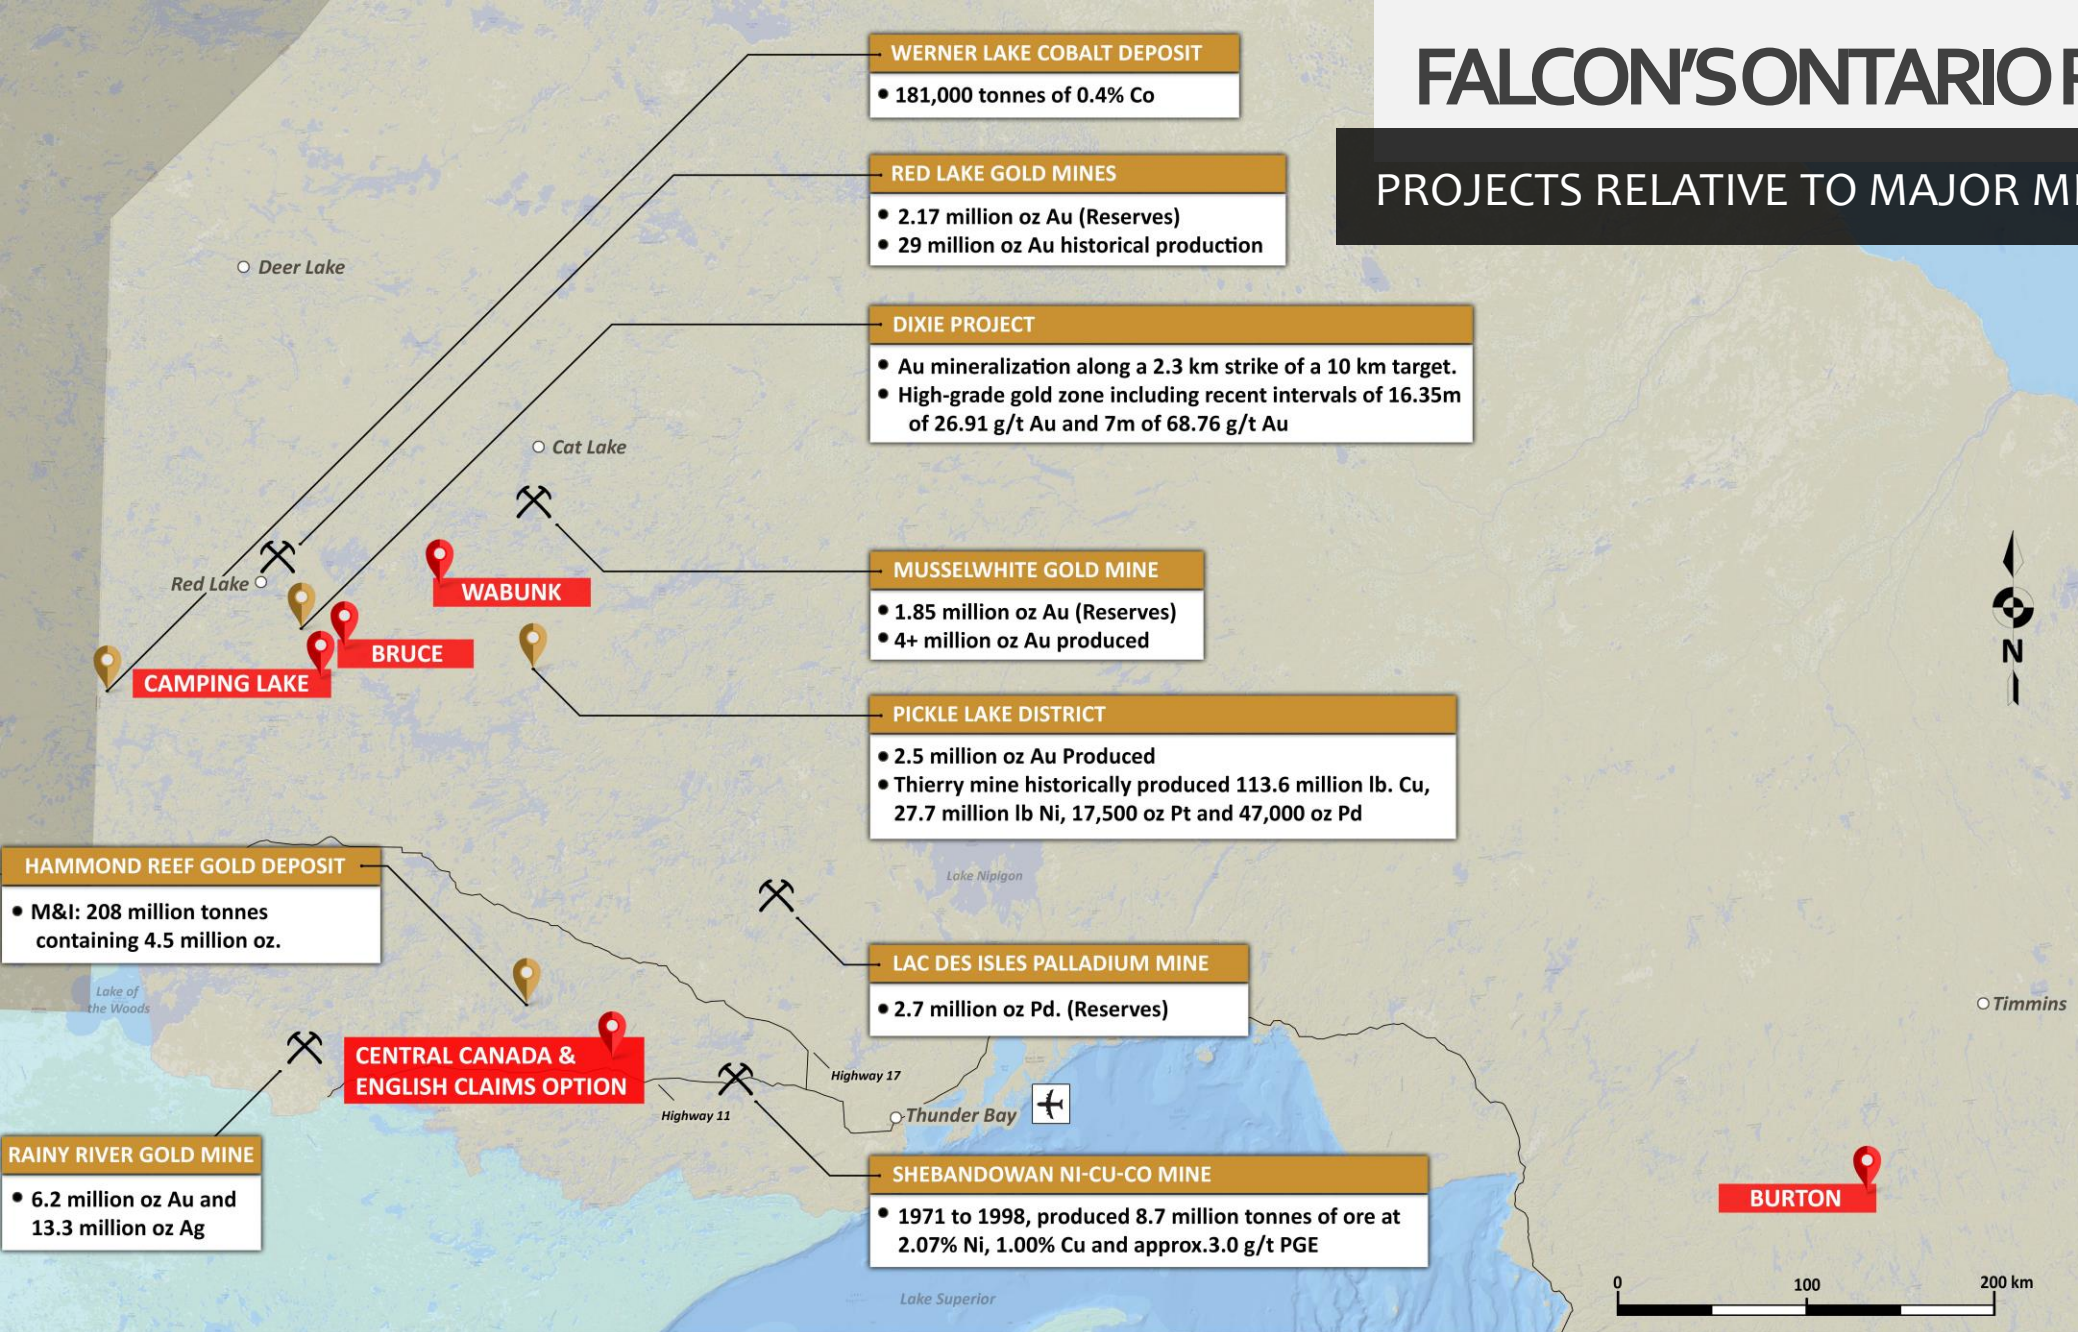 FALCON'S ONTARIO
PROJECTS RELATIVE TO MAJOR
WERNER LAKE COBALT DEPOSIT
• 181,000 tonnes of 0.4% Co
RED LAKE GOLD MINES
• 2.17 million oz Au (Reserves)
• 29 million oz Au historical production
DIXIE PROJECT
• Au mineralization along a 2.3 km strike of a 10 km target.
• High-grade gold zone including recent intervals of 16.35m
of 26.91 g/t Au and 7m of 68.76 g/t Au
Deer Lake
Cat Lake
Red Lake
WABUNK
BRUCE
CAMPING LAKE
MUSSELWHITE GOLD MINE
• 1.85 million oz Au (Reserves)
• 4+ million oz Au produced
N
PICKLE LAKE DISTRICT
• 2.5 million oz Au Produced
• Thierry mine historically produced 113.6 million lb. Cu,
27.7 million lb Ni, 17,500 oz Pt and 47,000 oz Pd
HAMMOND REEF GOLD DEPOSIT
• M&I: 208 million tonnes
containing 4.5 million oz.
Lake Nipigon
LAC DES ISLES PALLADIUM MINE
• 2.7 million oz Pd. (Reserves)
Lake of
the Woods
Timmins
CENTRAL CANADA &
ENGLISH CLAIMS OPTION
Highway 17
Highway 11
Thunder Bay
RAINY RIVER GOLD MINE
• 6.2 million oz Au and
13.3 million oz Ag
SHEBANDOWAN NI-CU-CO MINE
• 1971 to 1998, produced 8.7 million tonnes of ore at
2.07% Ni, 1.00% Cu and approx.3.0 g/t PGE
BURTON
Lake Superior
0 100 200 km